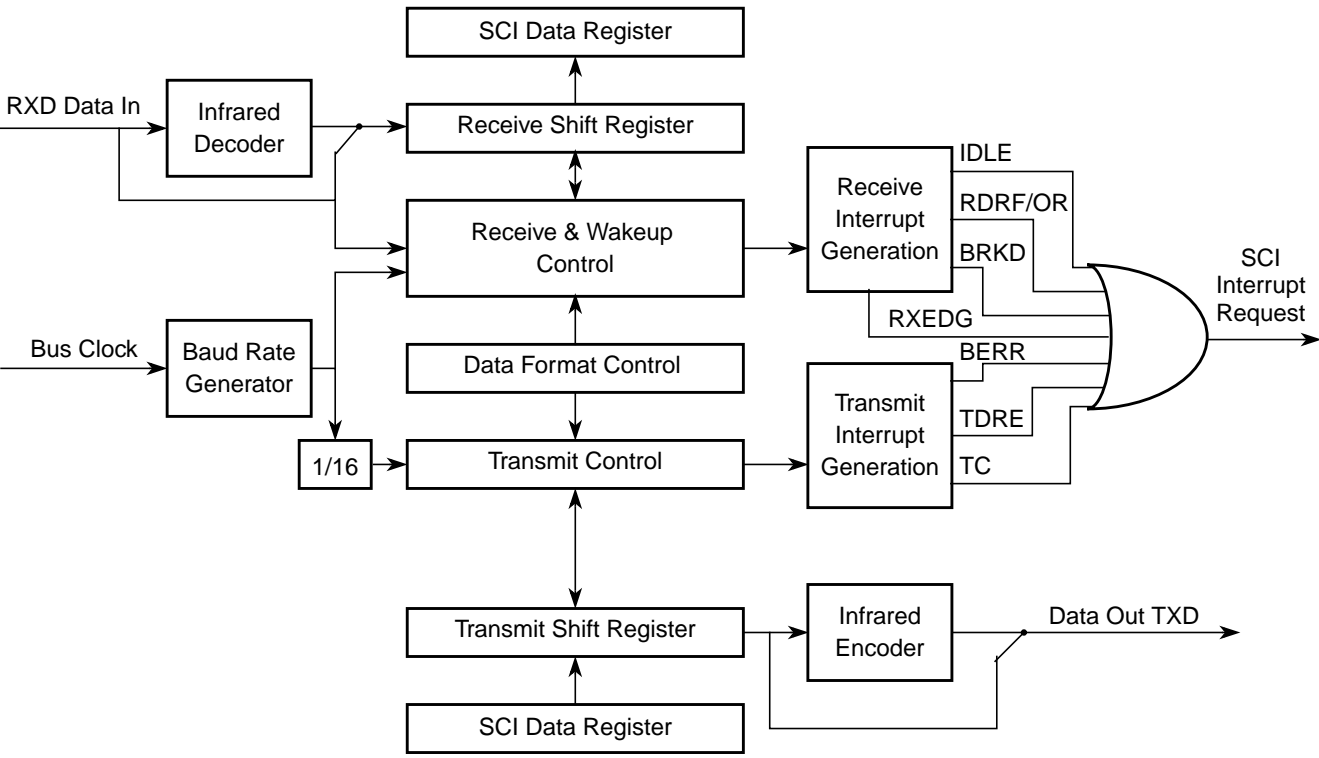 SCI Data Register
RXD Data In
Infrared
Decoder
Receive Shift Register
Receive & Wakeup
Control
Receive
Interrupt
Generation
IDLE
RDRF/OR
BRKD
RXEDG
SCI
Interrupt
Request
Bus Clock
Baud Rate
Generator
Data Format Control
BERR
Transmit
Interrupt
Generation
TDRE
TC
1/16
Transmit Control
Transmit Shift Register
Infrared
Encoder
Data Out TXD
SCI Data Register